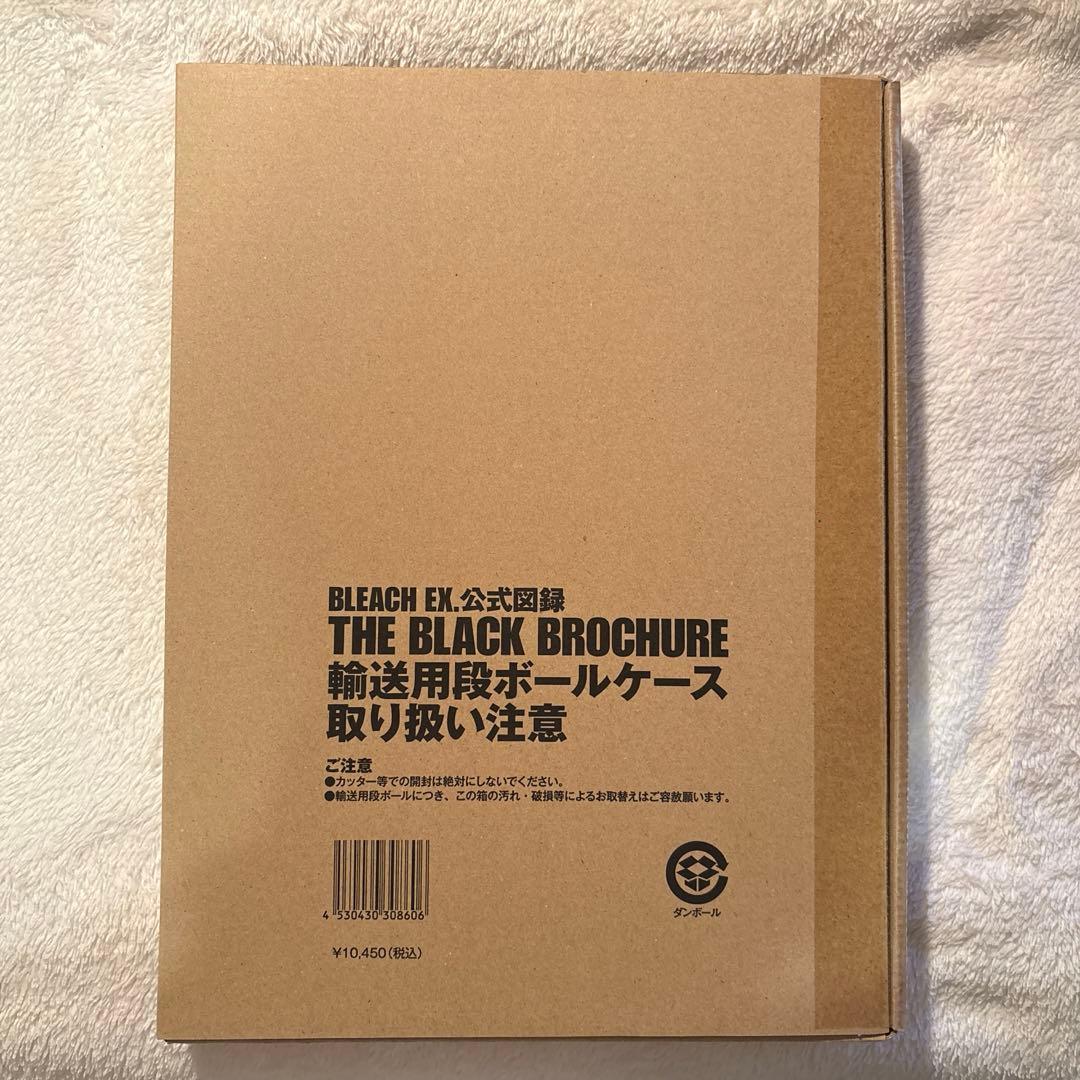 BLEACH EX.公式図録
THE BLACK BROCHURE
輸送用段ボールケース
取り扱い注意
ご注意
●カッター等での開封は絶対にしないでください。
●輸送用段ボールにつき、この箱の汚れ・破損等によるお取替えはご容赦願います。
4 530430 308606
ダンボール
¥10,450(税込)